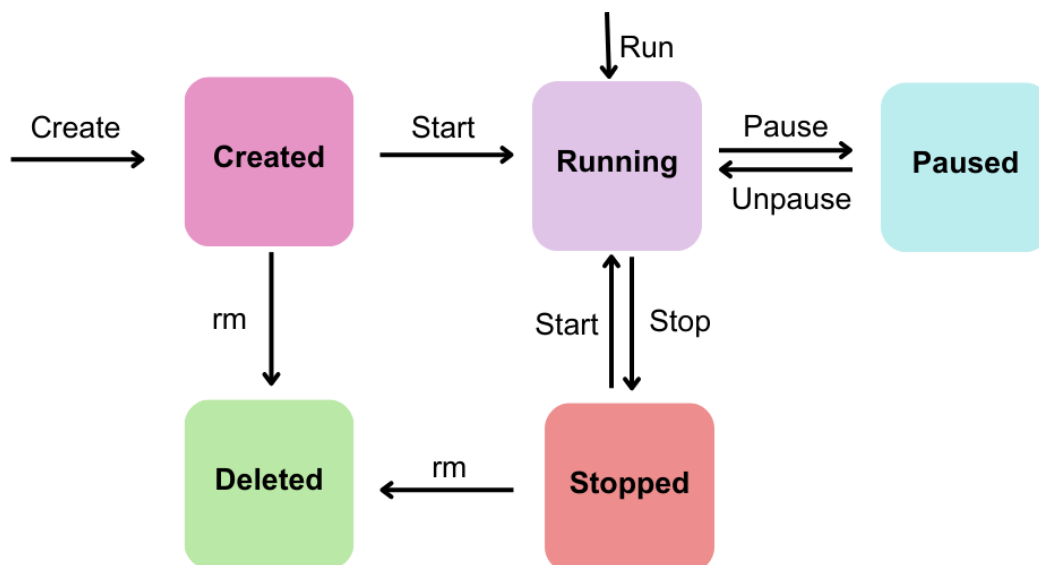 Run
Create
Created
Start
Running
Pause
Unpause
Paused
rm
Start
Stop
Deleted
rm
Stopped